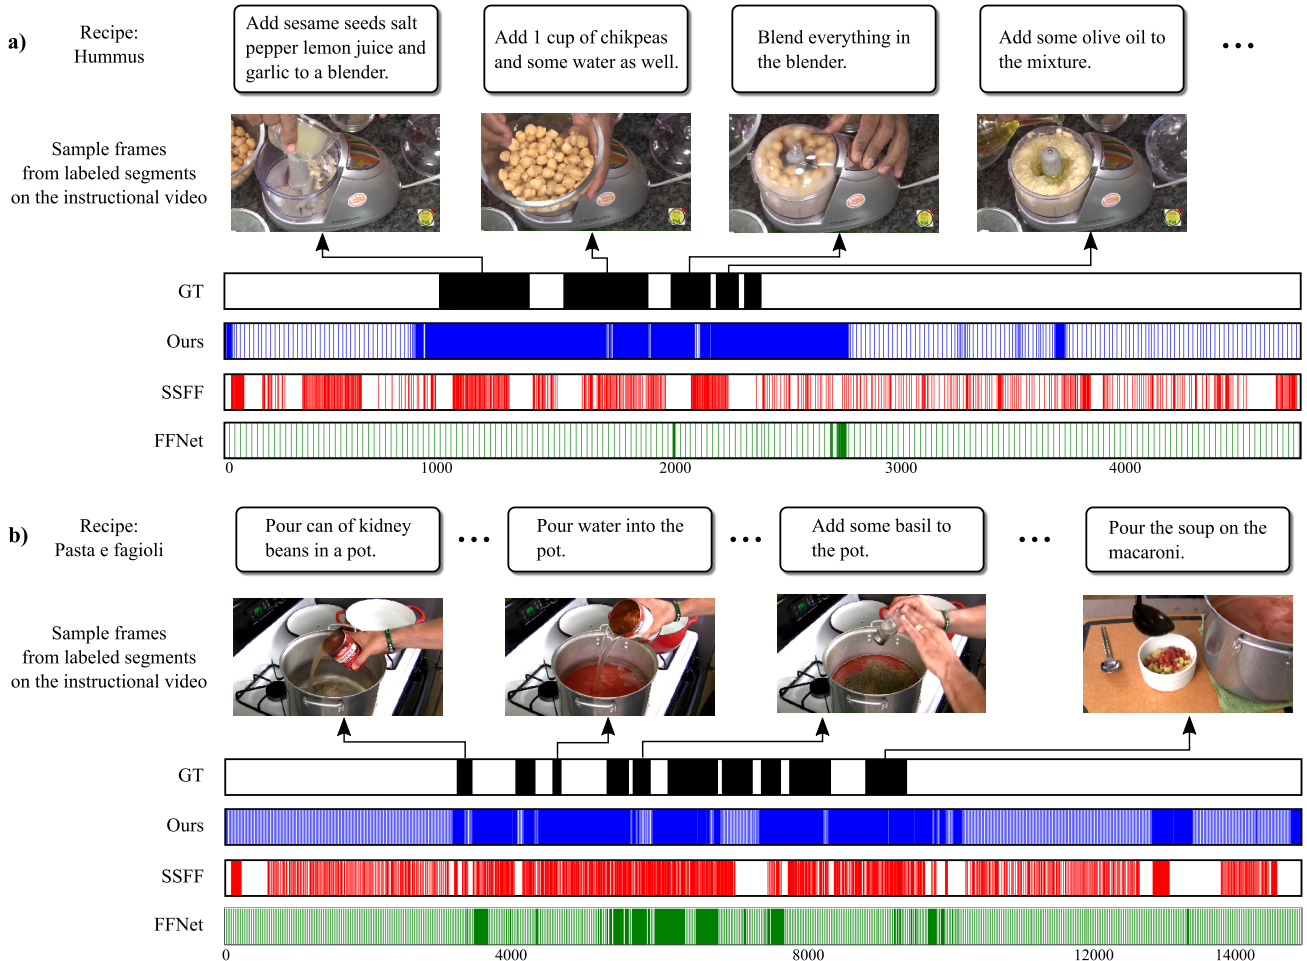 a)
Recipe:
Hummus
Add sesame seeds salt
pepper lemon juice and
garlic to a blender.
Add 1 cup of chikpeas
and some water as well.
Blend everything in
the blender.
Add some olive oil to
the mixture.
...
Sample frames
from labeled segments
on the instructional video
GT
Ours
SSFF
FFNet
0 1000 2000 3000 4000
b)
Recipe:
Pasta e fagioli
Pour can of kidney
beans in a pot.
...
Pour water into the
pot.
...
Add some basil to
the pot.
...
Pour the soup on the
macaroni.
Sample frames
from labeled segments
on the instructional video
GT
Ours
SSFF
FFNet
0 4000 8000 12000 14000